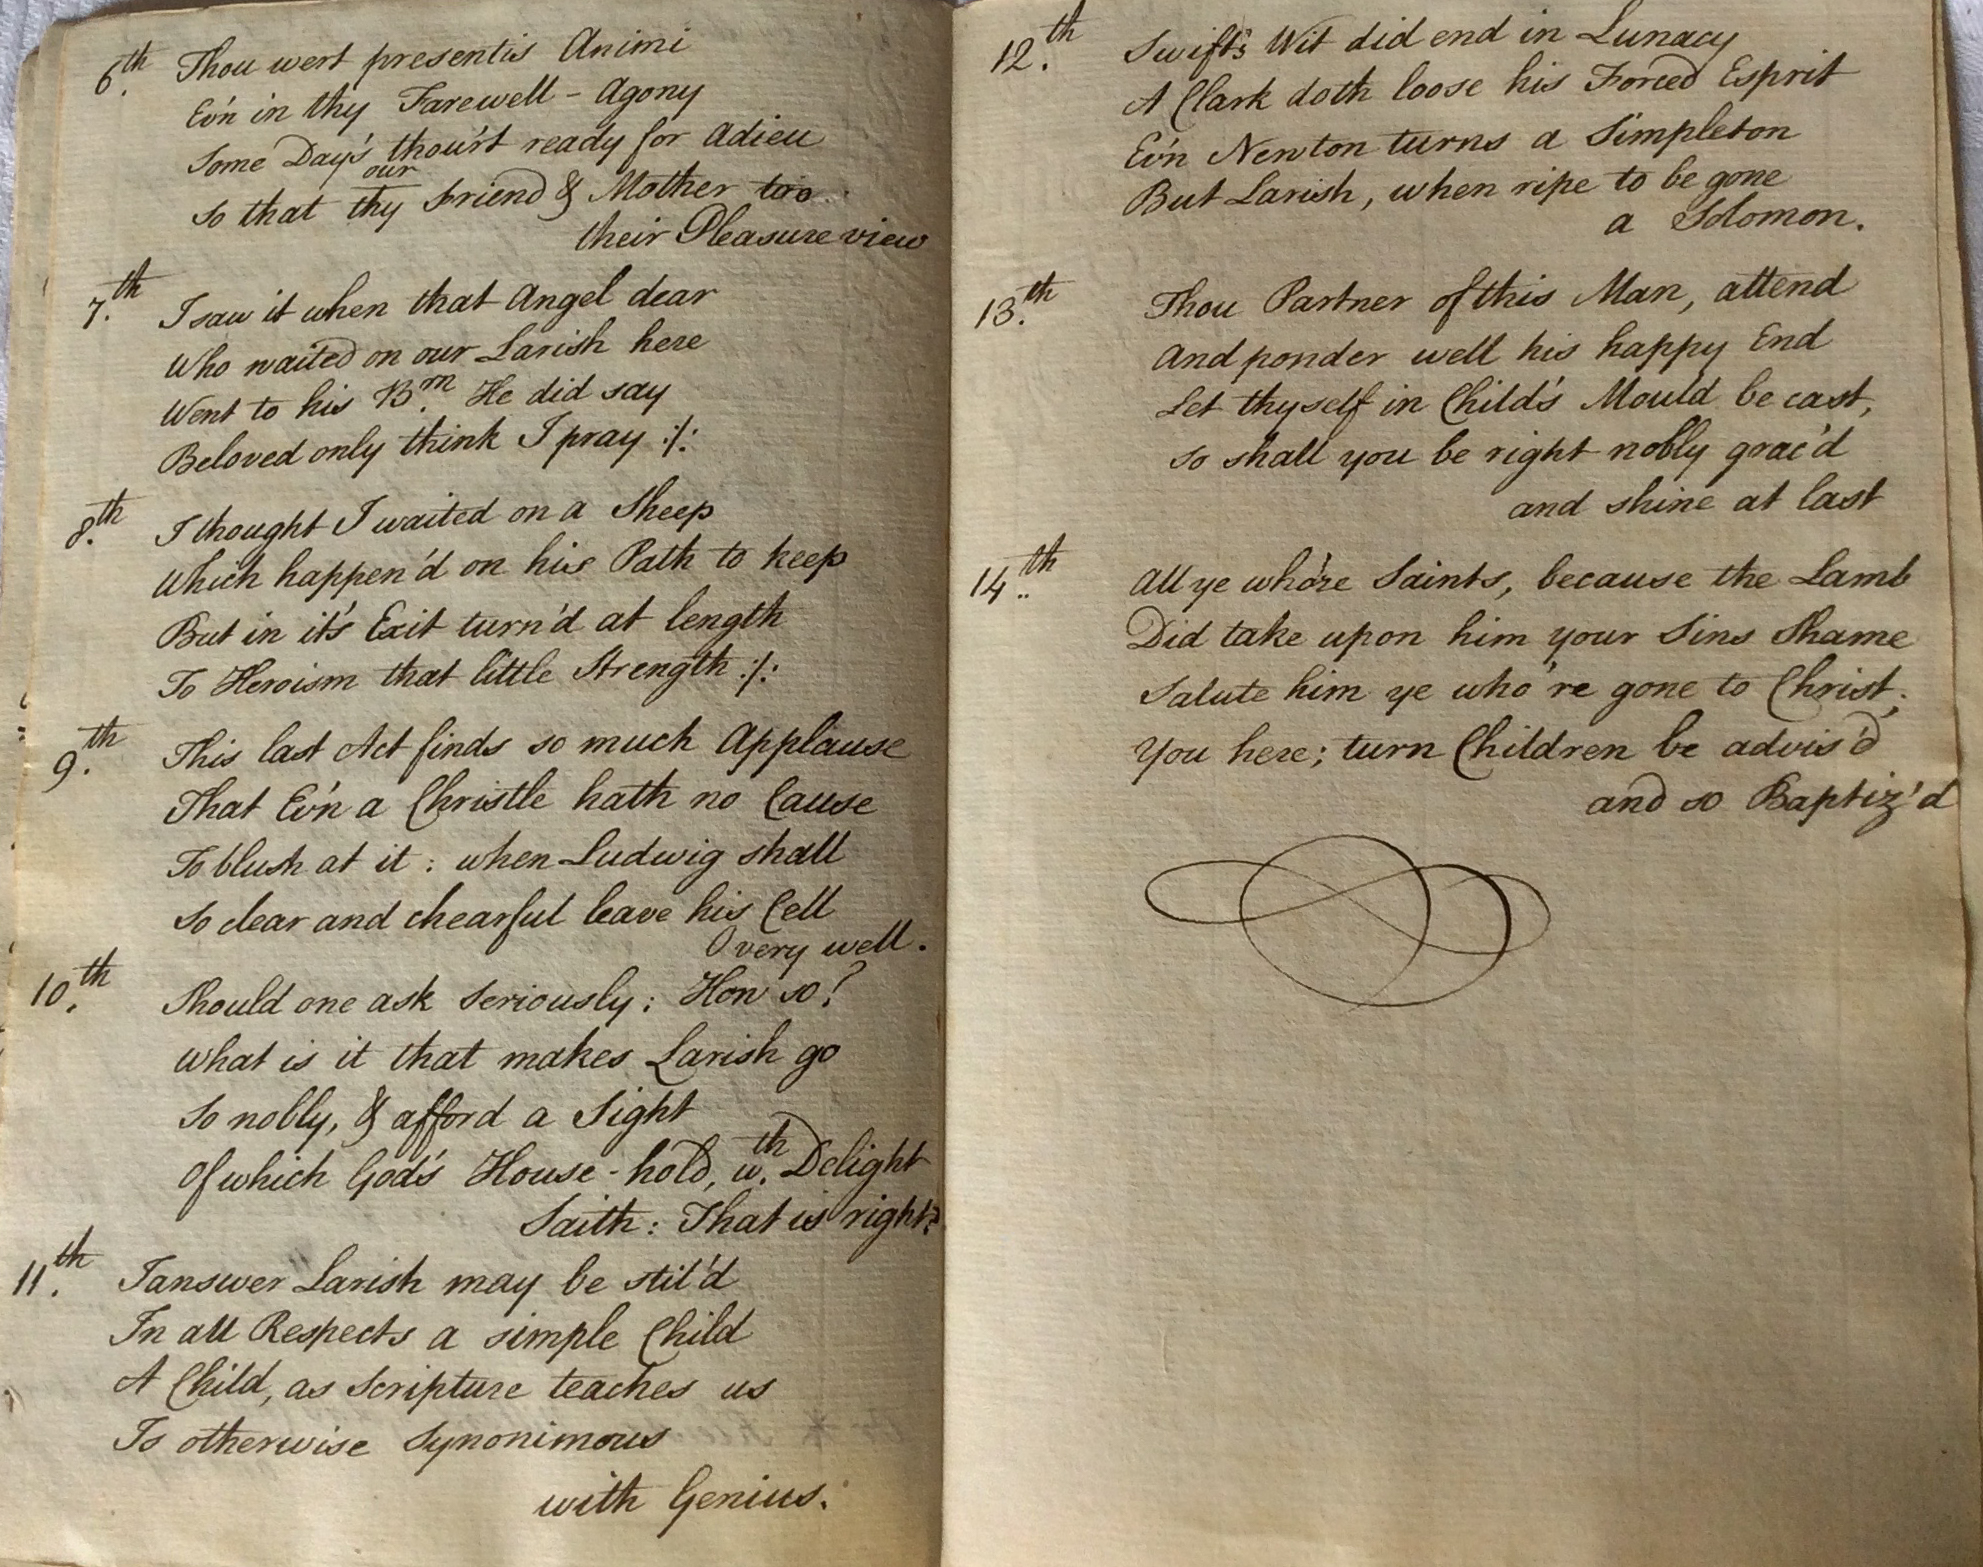 6.th Thou wert presentis Animi
Ev'n in thy Farewell - Agony
Some Day's thou'rt ready for Adieu
our
So that thy Friend & Mother too
their Pleasure view
7.th I saw it when that Angel dear
Who waited on our Larish here
Went to his B.m He did say
Beloved only think I pray :/:
8.th I thought I waited on a Sheep
Which happen'd on his Path to keep
But in it's Exit turn'd at length
To Heroism that little Strength :/:
9.th This last Act finds so much Applause
That Ev'n a Christle hath no Cause
To blush at it : when Ludwig shall
So clear and chearful leave his Cell
O very well.
10.th Should one ask Seriously : How so?
What is it that makes Larish go
So nobly, & afford a Sight
Of which God's House-hold, w.th Delight
Saith : That is right?
11.th I answer Larish may be stil'd
In all Respects a simple Child
A Child, as Scripture teaches us
Is otherwise Synonimous
with Genius.
12.th Swift's Wit did end in Lunacy
A Clark doth loose his Forced Esprit
Ev'n Newton turns a Simpleton
But Larish, when ripe to be gone
a Solomon.
13.th Thou Partner of this Man, attend
And ponder well his happy End
Let thyself in Child's Mould be cast,
So shall you be right nobly grac'd
and shine at last
14.th All ye who're Saints, because the Lamb
Did take upon him your Sins Shame
Salute him ye who're gone to Christ;
You here; turn Children be advis'd
and so Baptiz'd